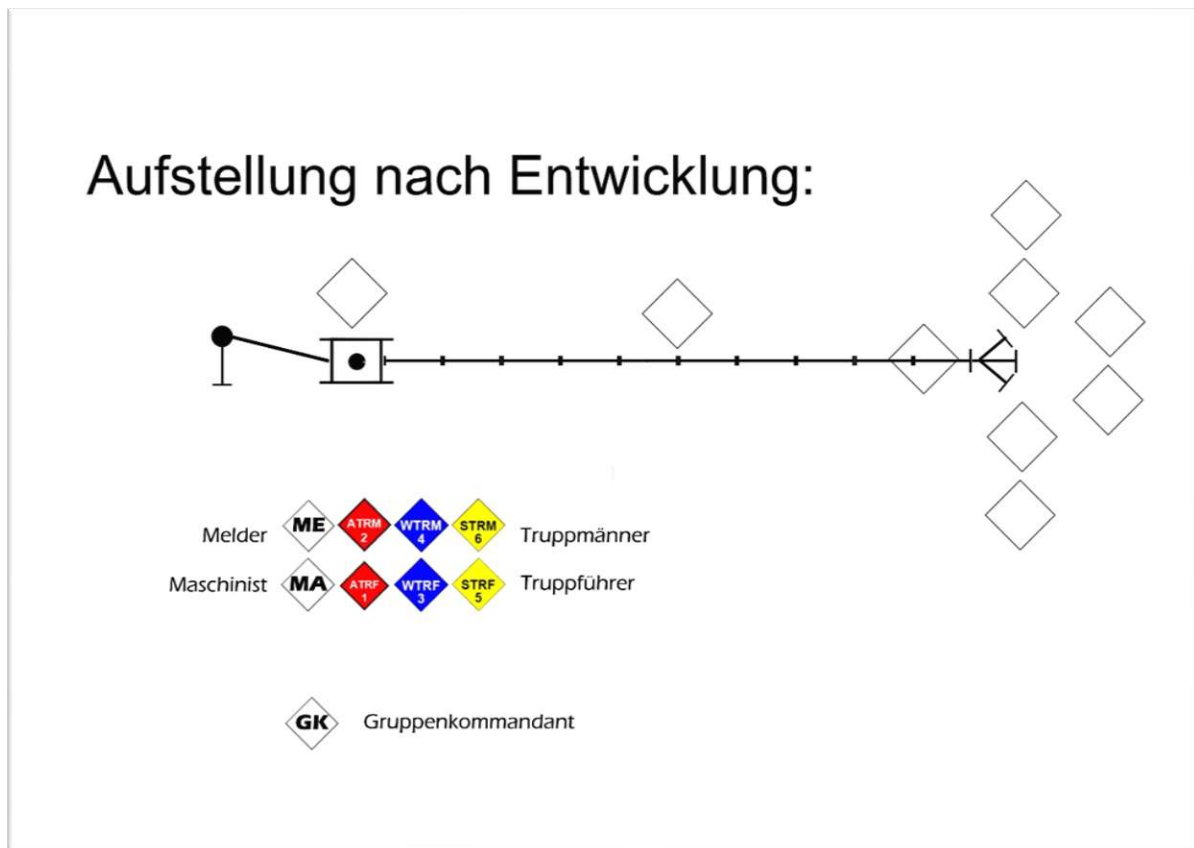 Aufstellung nach Entwicklung:
Melder ME ATRM 2 WTRM 4 STRM 6 Truppmänner
Maschinist MA ATRF 1 WTRF 3 STRF 5 Truppführer
GK Gruppenkommandant